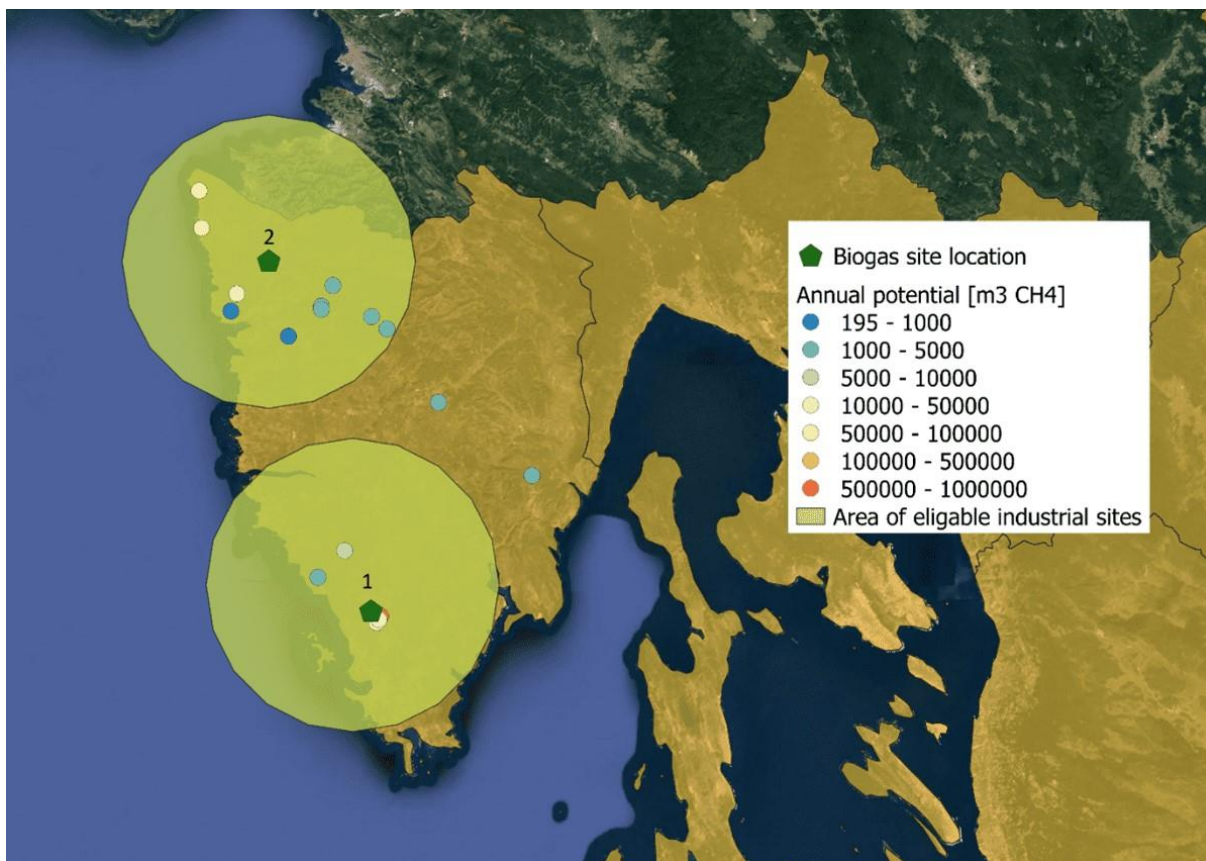 2
1
Biogas site location
Annual potential [m3 CH4]
195 - 1000
1000 - 5000
5000 - 10000
10000 - 50000
50000 - 100000
100000 - 500000
500000 - 1000000
Area of eligable industrial sites